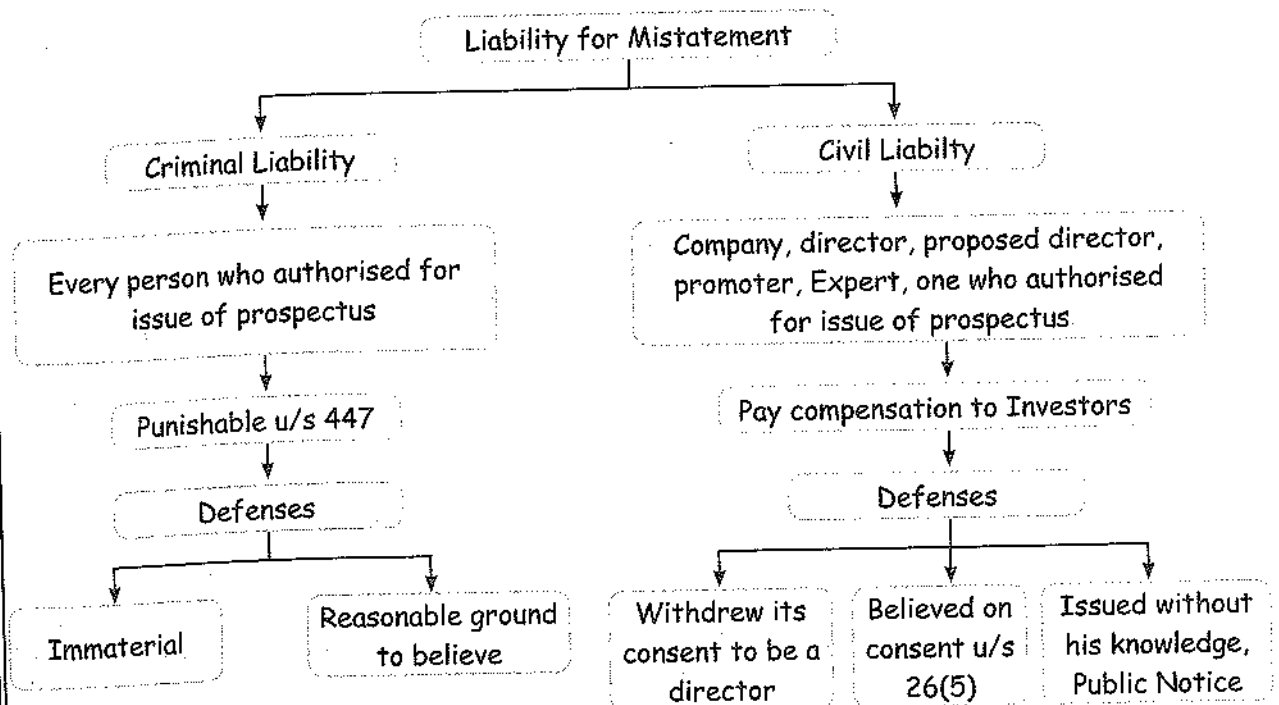 Liability for Mistatement
Criminal Liability
Civil Liabilty
Every person who authorised for
issue of prospectus
Company, director, proposed director,
promoter, Expert, one who authorised
for issue of prospectus
Punishable u/s 447
Pay compensation to Investors
Defenses
Defenses
Immaterial
Reasonable ground
to believe
Withdrew its
consent to be a
director
Believed on
consent u/s
26(5)
Issued without
his knowledge,
Public Notice